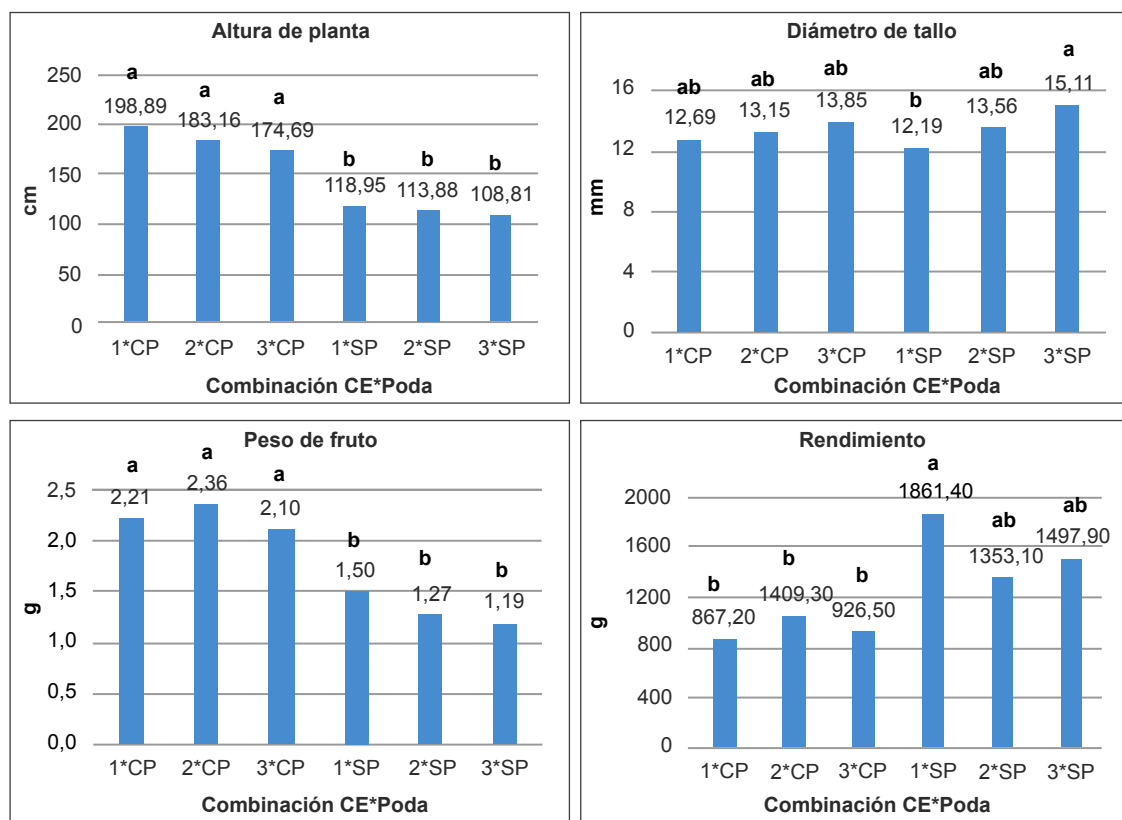 Altura de planta
250
200
150
100
50
0
cm
a a a b b b
198,89 183,16 174,69 118,95 113,88 108,81
1*CP 2*CP 3*CP 1*SP 2*SP 3*SP
Combinación CE*Poda
Diámetro de tallo
16
12
8
4
0
mm
ab ab ab b ab a
12,69 13,15 13,85 12,19 13,56 15,11
1*CP 2*CP 3*CP 1*SP 2*SP 3*SP
Combinación CE*Poda
Peso de fruto
2,5
2,0
1,5
1,0
0,5
0,0
g
a a a b b b
2,21 2,36 2,10 1,50 1,27 1,19
1*CP 2*CP 3*CP 1*SP 2*SP 3*SP
Combinación CE*Poda
Rendimiento
2000
1600
1200
800
400
0
g
b b b a ab ab
867,20 1409,30 926,50 1861,40 1353,10 1497,90
1*CP 2*CP 3*CP 1*SP 2*SP 3*SP
Combinación CE*Poda